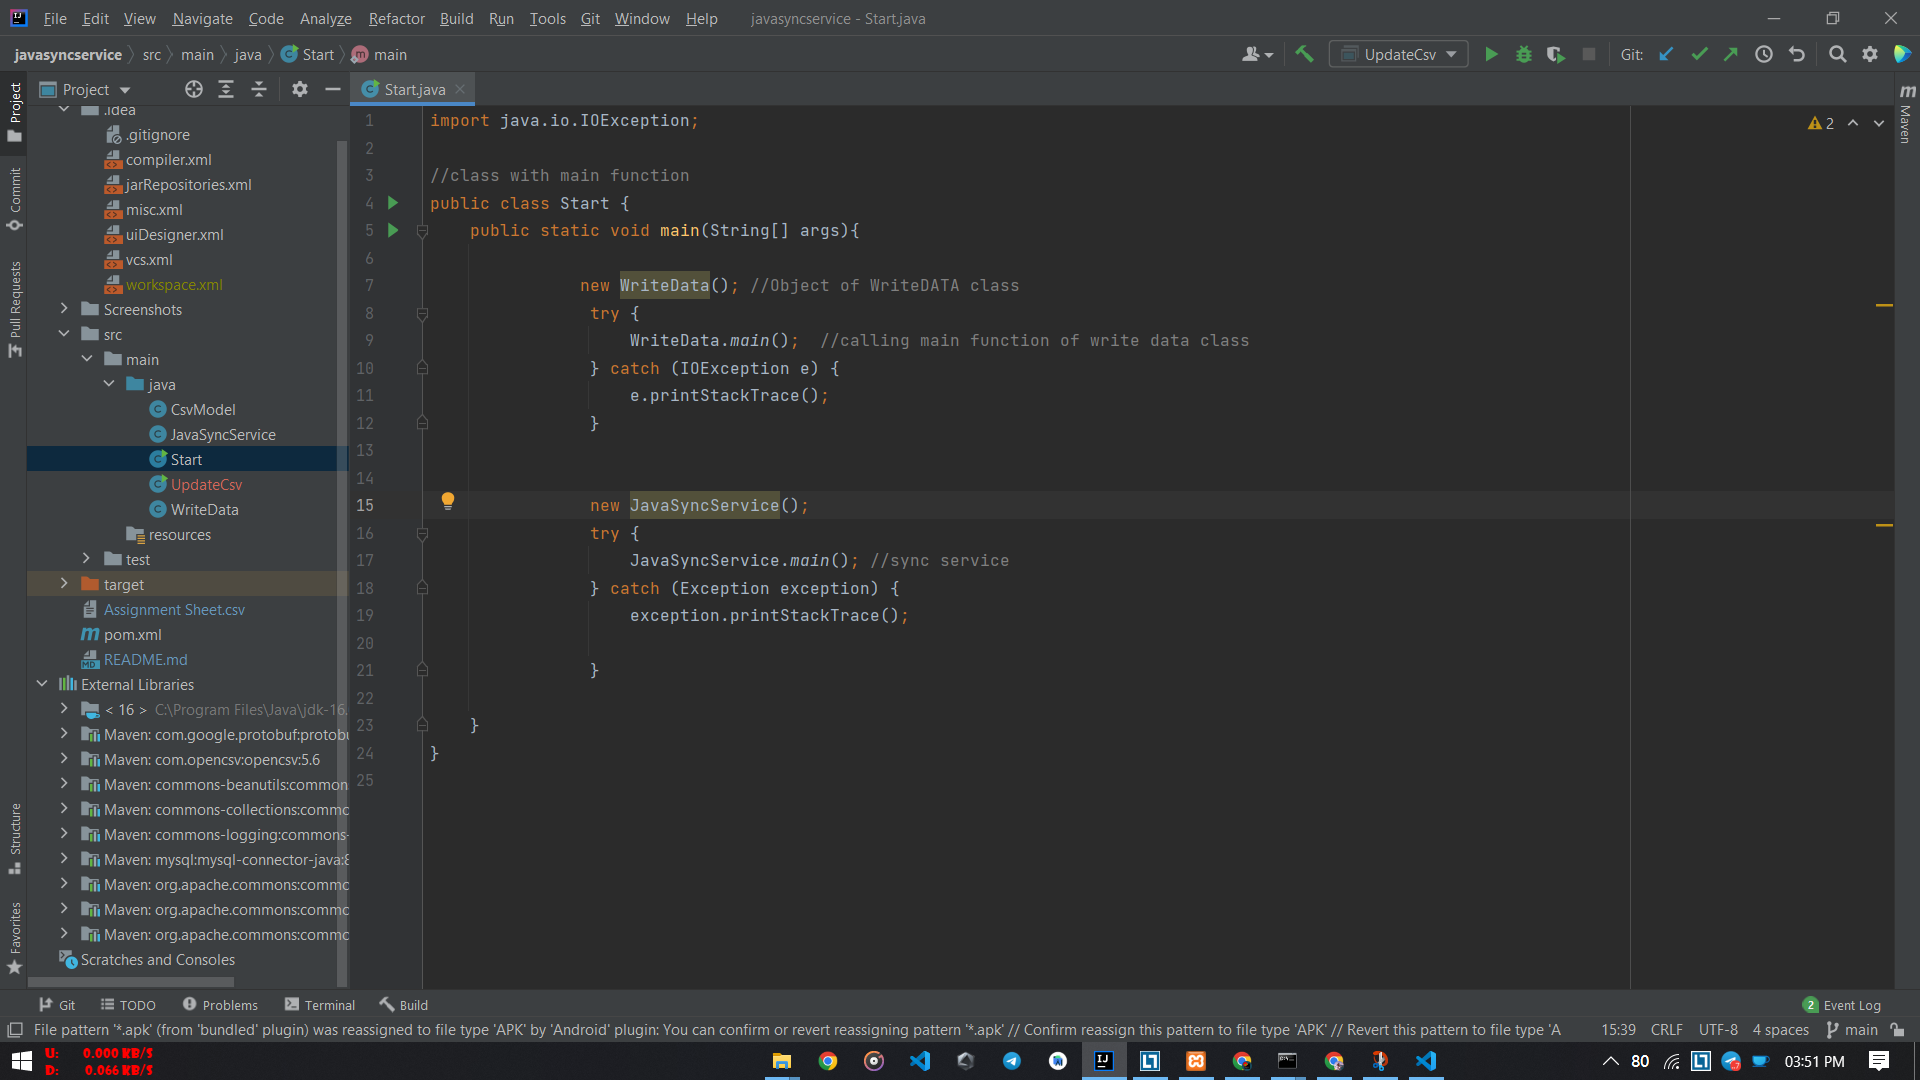 File Edit View Navigate Code Analyze Refactor Build Run Tools Git Window Help javasyncservice - Start.java
javasyncservice src main java Start main UpdateCsv Git:
Project
Start.java
.idea
.gitignore
compiler.xml
jarRepositories.xml
misc.xml
uiDesigner.xml
vcs.xml
workspace.xml
Screenshots
src
main
java
CsvModel
JavaSyncService
Start
UpdateCsv
WriteData
resources
test
target
Assignment Sheet.csv
pom.xml
README.md
External Libraries
< 16 > C:\Program Files\Java\jdk-16.
Maven: com.google.protobuf:protobu
Maven: com.opencsv:opencsv:5.6
Maven: commons-beanutils:common
Maven: commons-collections:commo
Maven: commons-logging:commons-
Maven: mysql:mysql-connector-java:8
Maven: org.apache.commons:commo
Maven: org.apache.commons:commo
Maven: org.apache.commons:commo
Scratches and Consoles
Project
Commit
Pull Requests
Structure
Favorites
1 import java.io.IOException;
2
3 //class with main function
4 public class Start {
5 public static void main(String[] args){
6
7 new WriteData(); //Object of WriteDATA class
8 try {
9 WriteData.main(); //calling main function of write data class
10 } catch (IOException e) {
11 e.printStackTrace();
12 }
13
14
15 new JavaSyncService();
16 try {
17 JavaSyncService.main(); //sync service
18 } catch (Exception exception) {
19 exception.printStackTrace();
20
21 }
22
23 }
24 }
25
2
m Maven
Git TODO Problems Terminal Build 2 Event Log
File pattern '*.apk' (from 'bundled' plugin) was reassigned to file type 'APK' by 'Android' plugin: You can confirm or revert reassigning pattern '*.apk' // Confirm reassign this pattern to file type 'APK' // Revert this pattern to file type 'A 15:39 CRLF UTF-8 4 spaces main
U: 0.000 KB/S
D: 0.066 KB/S
80 03:51 PM